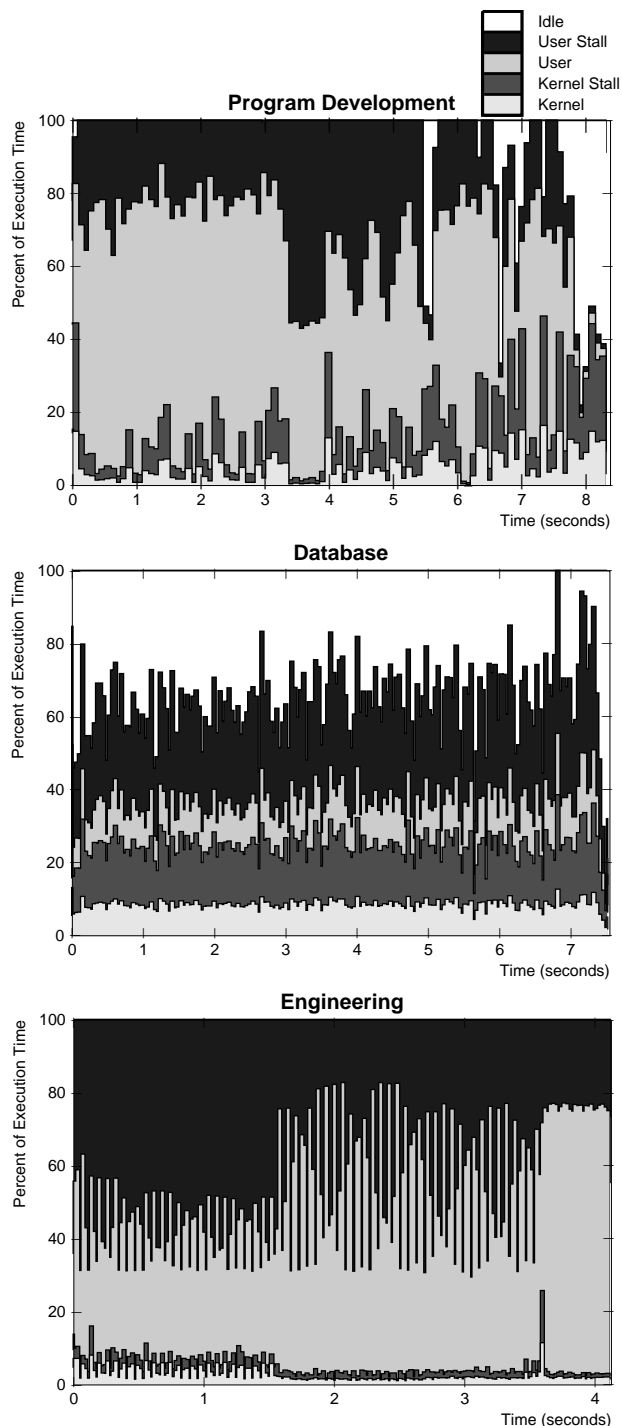 Idle
User Stall
User
Kernel Stall
Kernel
Program Development
Percent of Execution Time
100
80
60
40
20
0
0 1 2 3 4 5 6 7 8
Time (seconds)
Database
Percent of Execution Time
100
80
60
40
20
0
0 1 2 3 4 5 6 7
Time (seconds)
Engineering
Percent of Execution Time
100
80
60
40
20
0
0 1 2 3 4
Time (seconds)